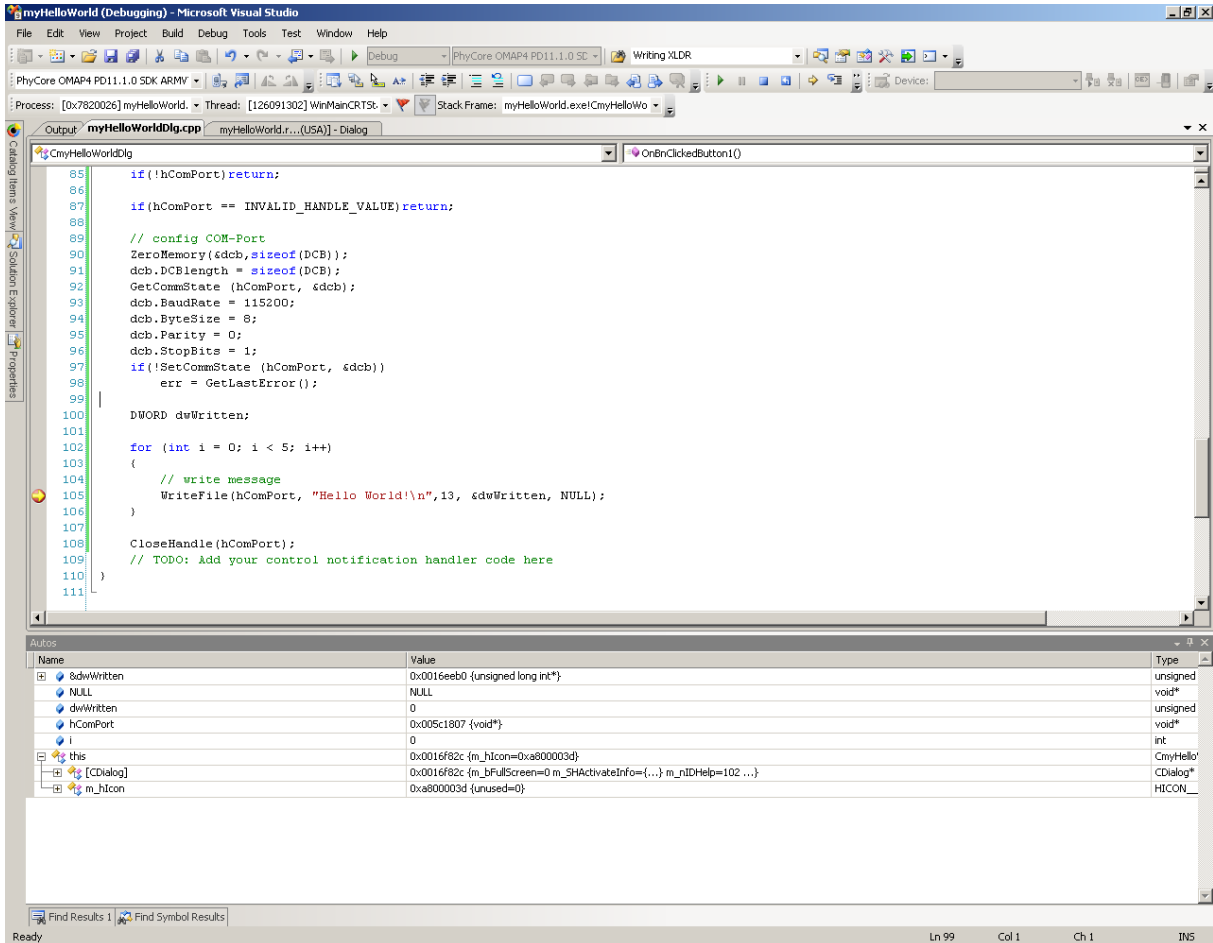 myHelloWorld (Debugging) - Microsoft Visual Studio
File Edit View Project Build Debug Tools Test Window Help
Debug PhyCore OMAP4 PD11.1.0 SDK Writing XLDR
PhyCore OMAP4 PD11.1.0 SDK ARMV Device:
Process: [0x7820026] myHelloWorld. Thread: [126091302] WinMainCRTSt Stack Frame: myHelloWorld.exe!CmyHelloWo
Output myHelloWorldDlg.cpp myHelloWorld.r...(USA)] - Dialog
Catalog Items View
Solution Explorer
Properties
CmyHelloWorldDlg OnBnClickedButton1()
85 if(!hComPort)return;
86
87 if(hComPort == INVALID_HANDLE_VALUE)return;
88
89 // config COM-Port
90 ZeroMemory(&dcb,sizeof(DCB));
91 dcb.DCBlength = sizeof(DCB);
92 GetCommState (hComPort, &dcb);
93 dcb.BaudRate = 115200;
94 dcb.ByteSize = 8;
95 dcb.Parity = 0;
96 dcb.StopBits = 1;
97 if(!SetCommState (hComPort, &dcb))
98 err = GetLastError();
99
100 DWORD dwWritten;
101
102 for (int i = 0; i < 5; i++)
103 {
104 // write message
105 WriteFile(hComPort, "Hello World!\n",13, &dwWritten, NULL);
106 }
107
108 CloseHandle(hComPort);
109 // TODO: Add your control notification handler code here
110 }
111
Autos
Name Value Type
&dwWritten 0x0016eeb0 {unsigned long int*} unsigned
NULL NULL void*
dwWritten 0 unsigned
hComPort 0x005c1807 {void*} void*
i 0 int
this 0x0016f82c {m_hIcon=0xa800003d} CmyHello
[CDialog] 0x0016f82c {m_bFullScreen=0 m_SHActivateInfo={...} m_nIDHelp=102 ...} CDialog*
m_hIcon 0xa800003d {unused=0} HICON__
Find Results 1 Find Symbol Results
Ready Ln 99 Col 1 Ch 1 INS